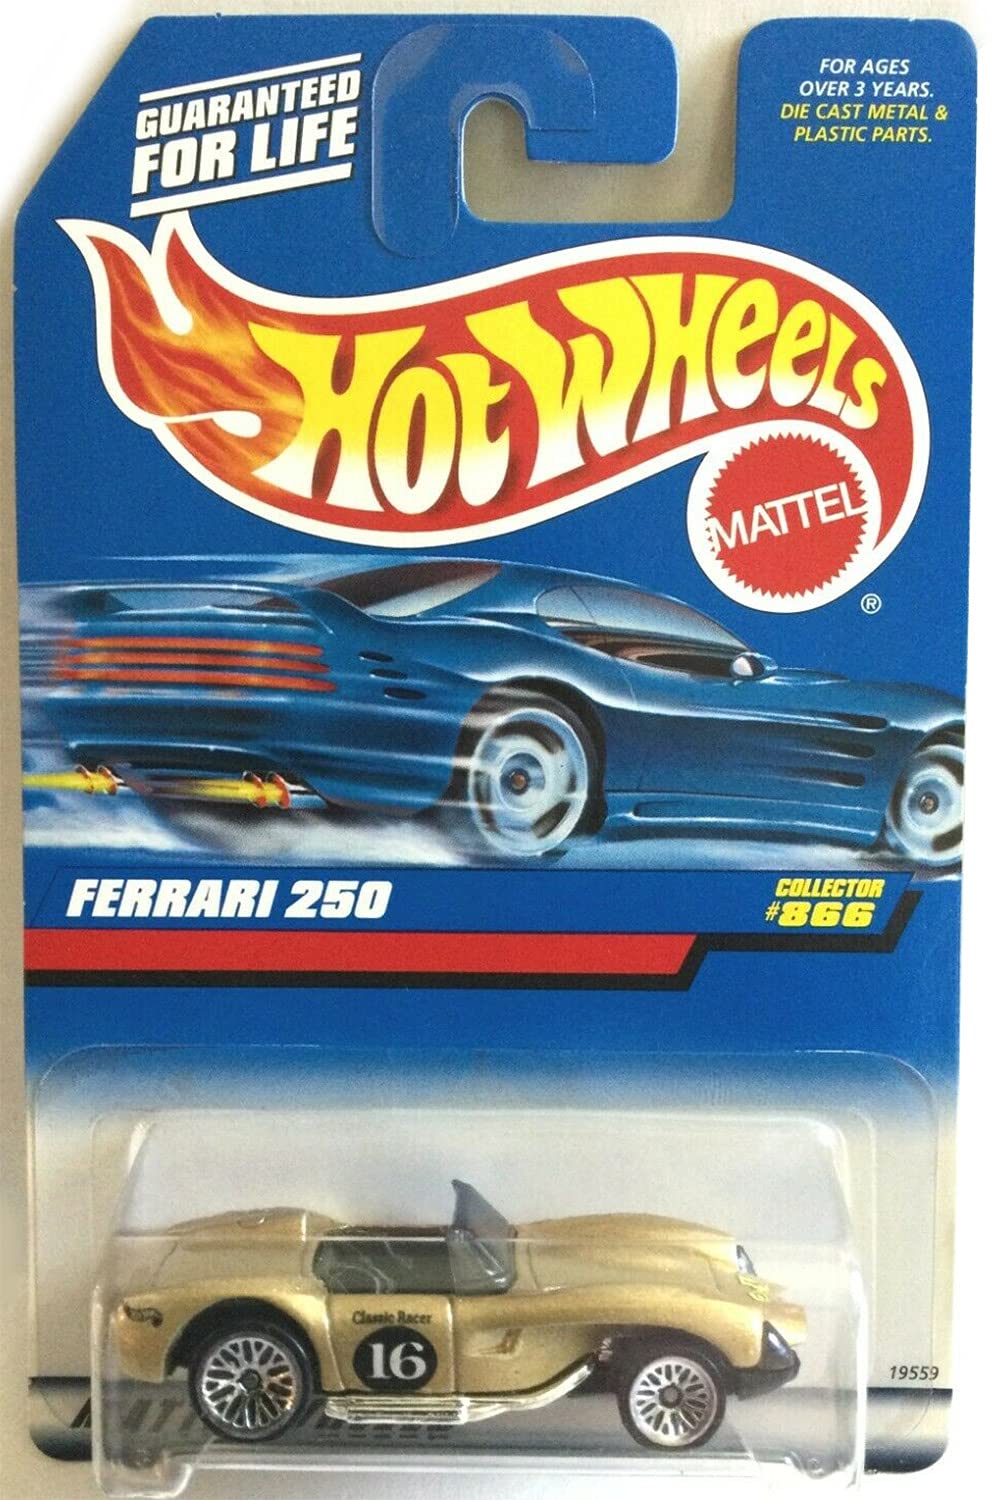 GUARANTEED
FOR LIFE
FOR AGES
OVER 3 YEARS.
DIE CAST METAL &
PLASTIC PARTS.
HOT WHEELS
MATTEL
®
FERRARI 250
COLLECTOR
#866
Classic Racer
16
19559